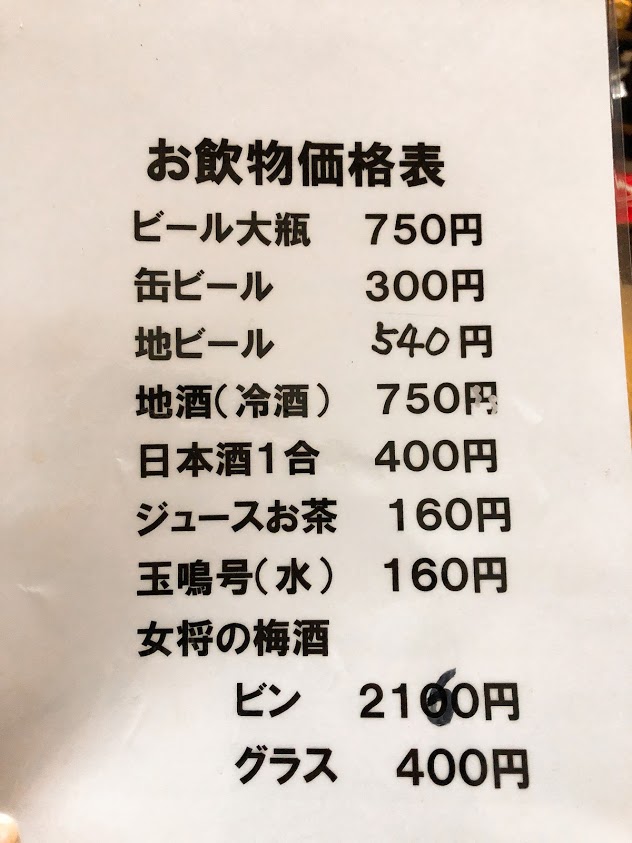 お飲物価格表
ビール大瓶 750円
缶ビール 300円
地ビール 540円
地酒(冷酒) 750円
日本酒1合 400円
ジュースお茶 160円
玉鳴号(水) 160円
女将の梅酒
ビン 2160円
グラス 400円